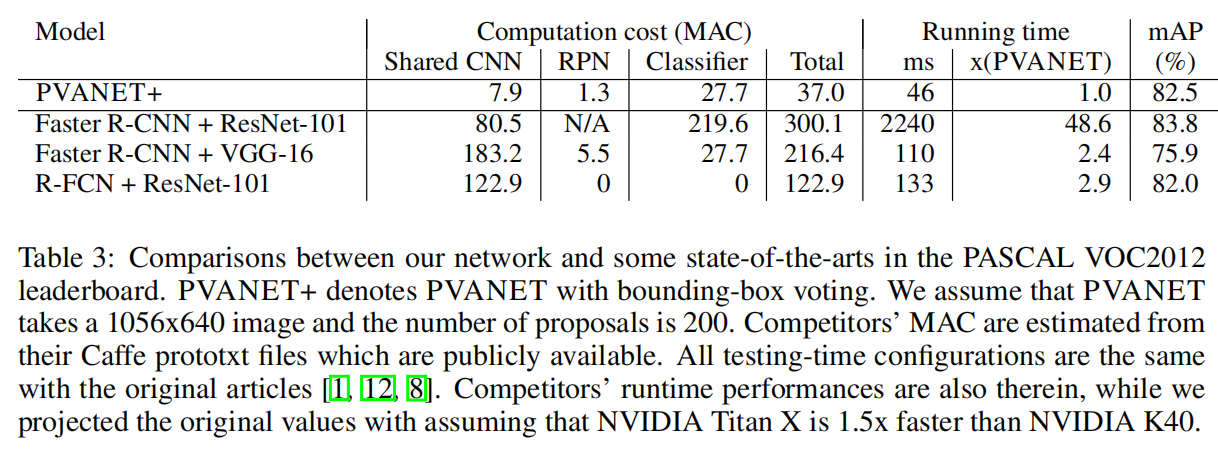 Model Computation cost (MAC) Running time mAP
Shared CNN RPN Classifier Total ms x(PVANET) (%)
PVANET+ 7.9 1.3 27.7 37.0 46 1.0 82.5
Faster R-CNN + ResNet-101 80.5 N/A 219.6 300.1 2240 48.6 83.8
Faster R-CNN + VGG-16 183.2 5.5 27.7 216.4 110 2.4 75.9
R-FCN + ResNet-101 122.9 0 0 122.9 133 2.9 82.0
Table 3: Comparisons between our network and some state-of-the-arts in the PASCAL VOC2012
leaderboard. PVANET+ denotes PVANET with bounding-box voting. We assume that PVANET
takes a 1056x640 image and the number of proposals is 200. Competitors' MAC are estimated from
their Caffe prototxt files which are publicly available. All testing-time configurations are the same
with the original articles [1, 12, 8]. Competitors' runtime performances are also therein, while we
projected the original values with assuming that NVIDIA Titan X is 1.5x faster than NVIDIA K40.